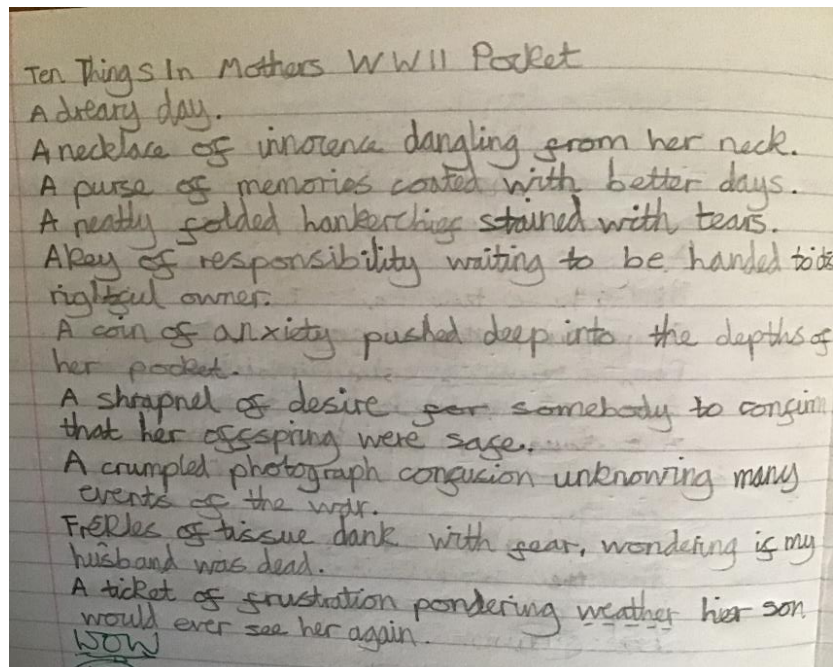 Ten Things In Mothers WWII Pocket
A dreary day.
A necklace of innocence dangling from her neck.
A purse of memories coated with better days.
A neatly folded hankerchief stained with tears.
A Key of responsibility waiting to be handed to its
rightful owner.
A coin of anxiety pushed deep into the depths of
her pocket.
A shrapnel of desire for somebody to confirm
that her offspring were safe.
A crumpled photograph confusion unknowing many
events of the war.
Frekles of tissue dank with fear, wondering if my
husband was dead.
A ticket of frustration pondering weather her son
would ever see her again.
WOW